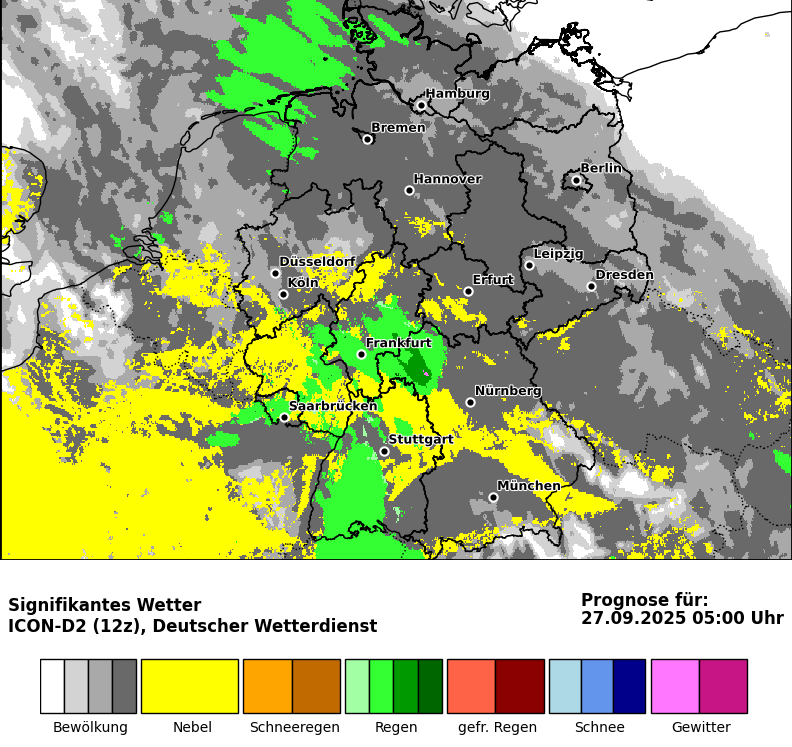 Hamburg
Bremen
Berlin
Hannover
Leipzig
Düsseldorf
Dresden
Köln
Erfurt
Frankfurt
Nürnberg
Saarbrücken
Stuttgart
München
Signifikantes Wetter
ICON-D2 (12z), Deutscher Wetterdienst
Prognose für:
27.09.2025 05:00 Uhr
Bewölkung Nebel Schneeregen Regen gefr. Regen Schnee Gewitter